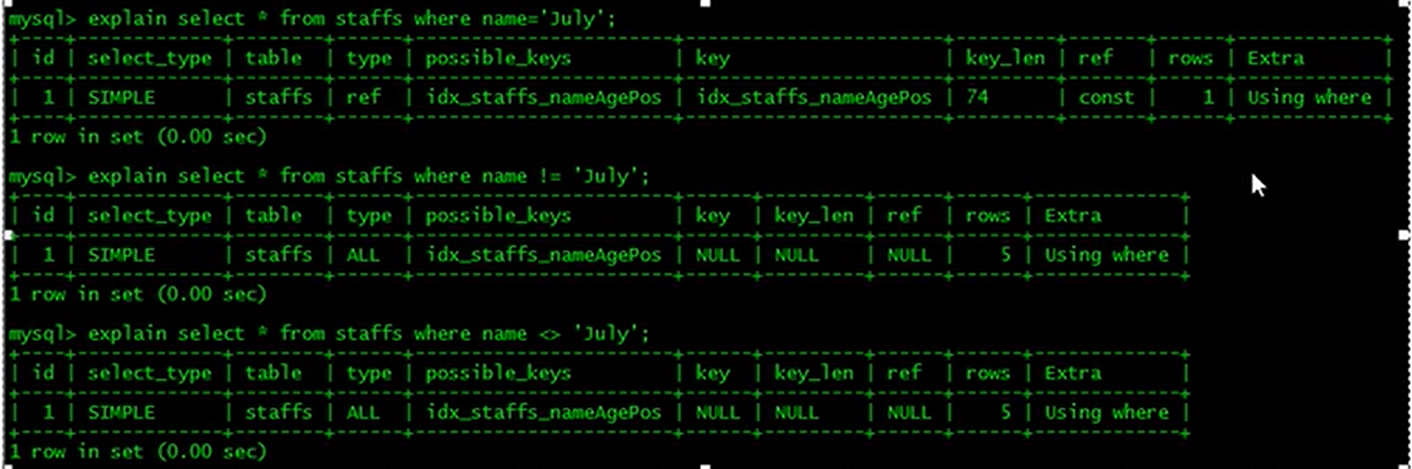 mysql> explain select * from staffs where name='July';
+----+-------------+--------+------+-----------------------+-----------------------+---------+-------+------+-------------+
| id | select_type | table | type | possible_keys | key | key_len | ref | rows | Extra |
+----+-------------+--------+------+-----------------------+-----------------------+---------+-------+------+-------------+
| 1 | SIMPLE | staffs | ref | idx_staffs_nameAgePos | idx_staffs_nameAgePos | 74 | const | 1 | Using where |
+----+-------------+--------+------+-----------------------+-----------------------+---------+-------+------+-------------+
1 row in set (0.00 sec)
mysql> explain select * from staffs where name != 'July';
+----+-------------+--------+------+-----------------------+------+---------+------+------+-------------+
| id | select_type | table | type | possible_keys | key | key_len | ref | rows | Extra |
+----+-------------+--------+------+-----------------------+------+---------+------+------+-------------+
| 1 | SIMPLE | staffs | ALL | idx_staffs_nameAgePos | NULL | NULL | NULL | 5 | Using where |
+----+-------------+--------+------+-----------------------+------+---------+------+------+-------------+
1 row in set (0.00 sec)
mysql> explain select * from staffs where name <> 'July';
+----+-------------+--------+------+-----------------------+------+---------+------+------+-------------+
| id | select_type | table | type | possible_keys | key | key_len | ref | rows | Extra |
+----+-------------+--------+------+-----------------------+------+---------+------+------+-------------+
| 1 | SIMPLE | staffs | ALL | idx_staffs_nameAgePos | NULL | NULL | NULL | 5 | Using where |
+----+-------------+--------+------+-----------------------+------+---------+------+------+-------------+
1 row in set (0.00 sec)